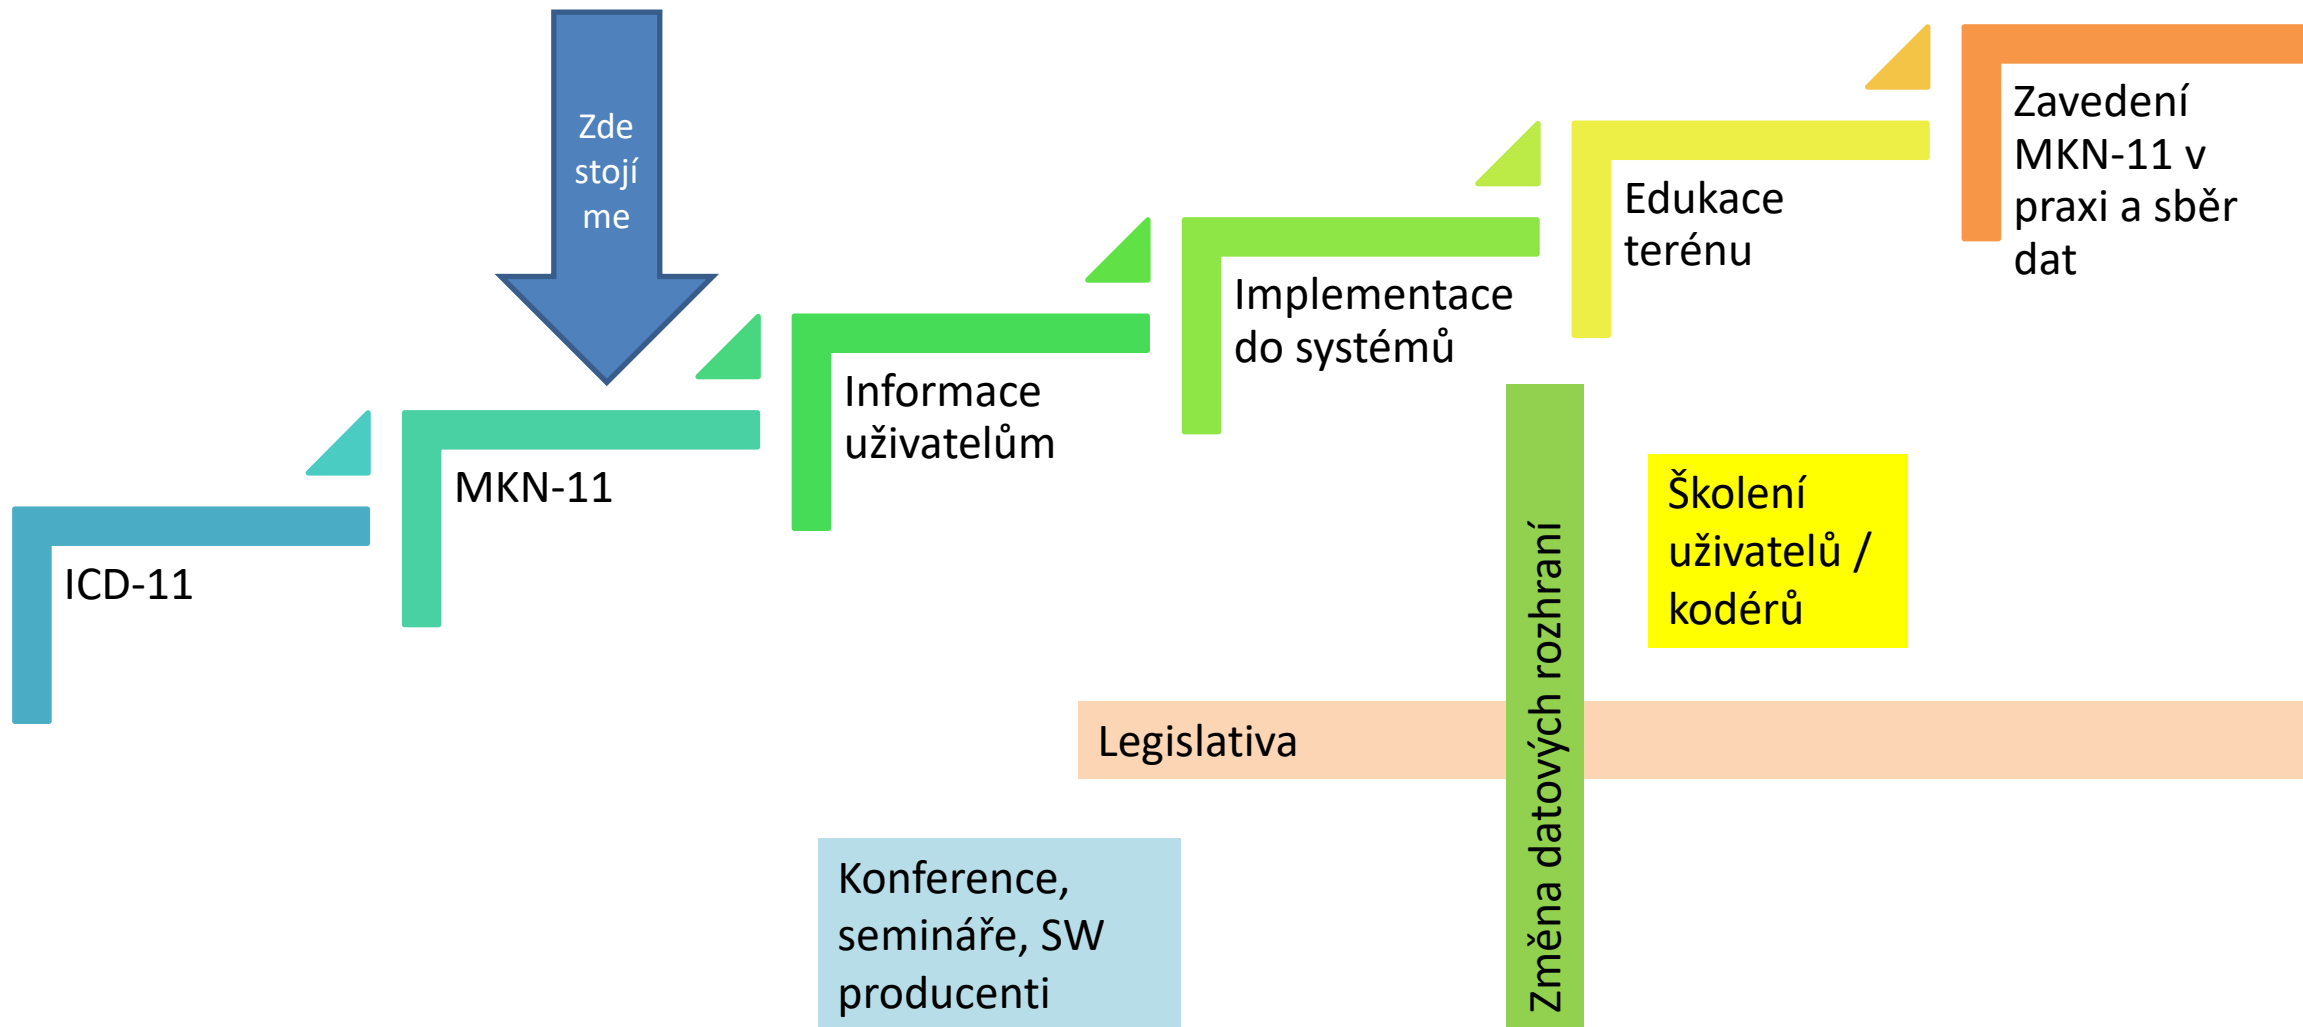 Zde
stojí
me
ICD-11
MKN-11
Informace
uživatelům
Implementace
do systémů
Edukace
terénu
Zavedení
MKN-11 v
praxi a sběr
dat
Změna datových rozhraní
Školení
uživatelů /
kodérů
Legislativa
Konference,
semináře, SW
producenti